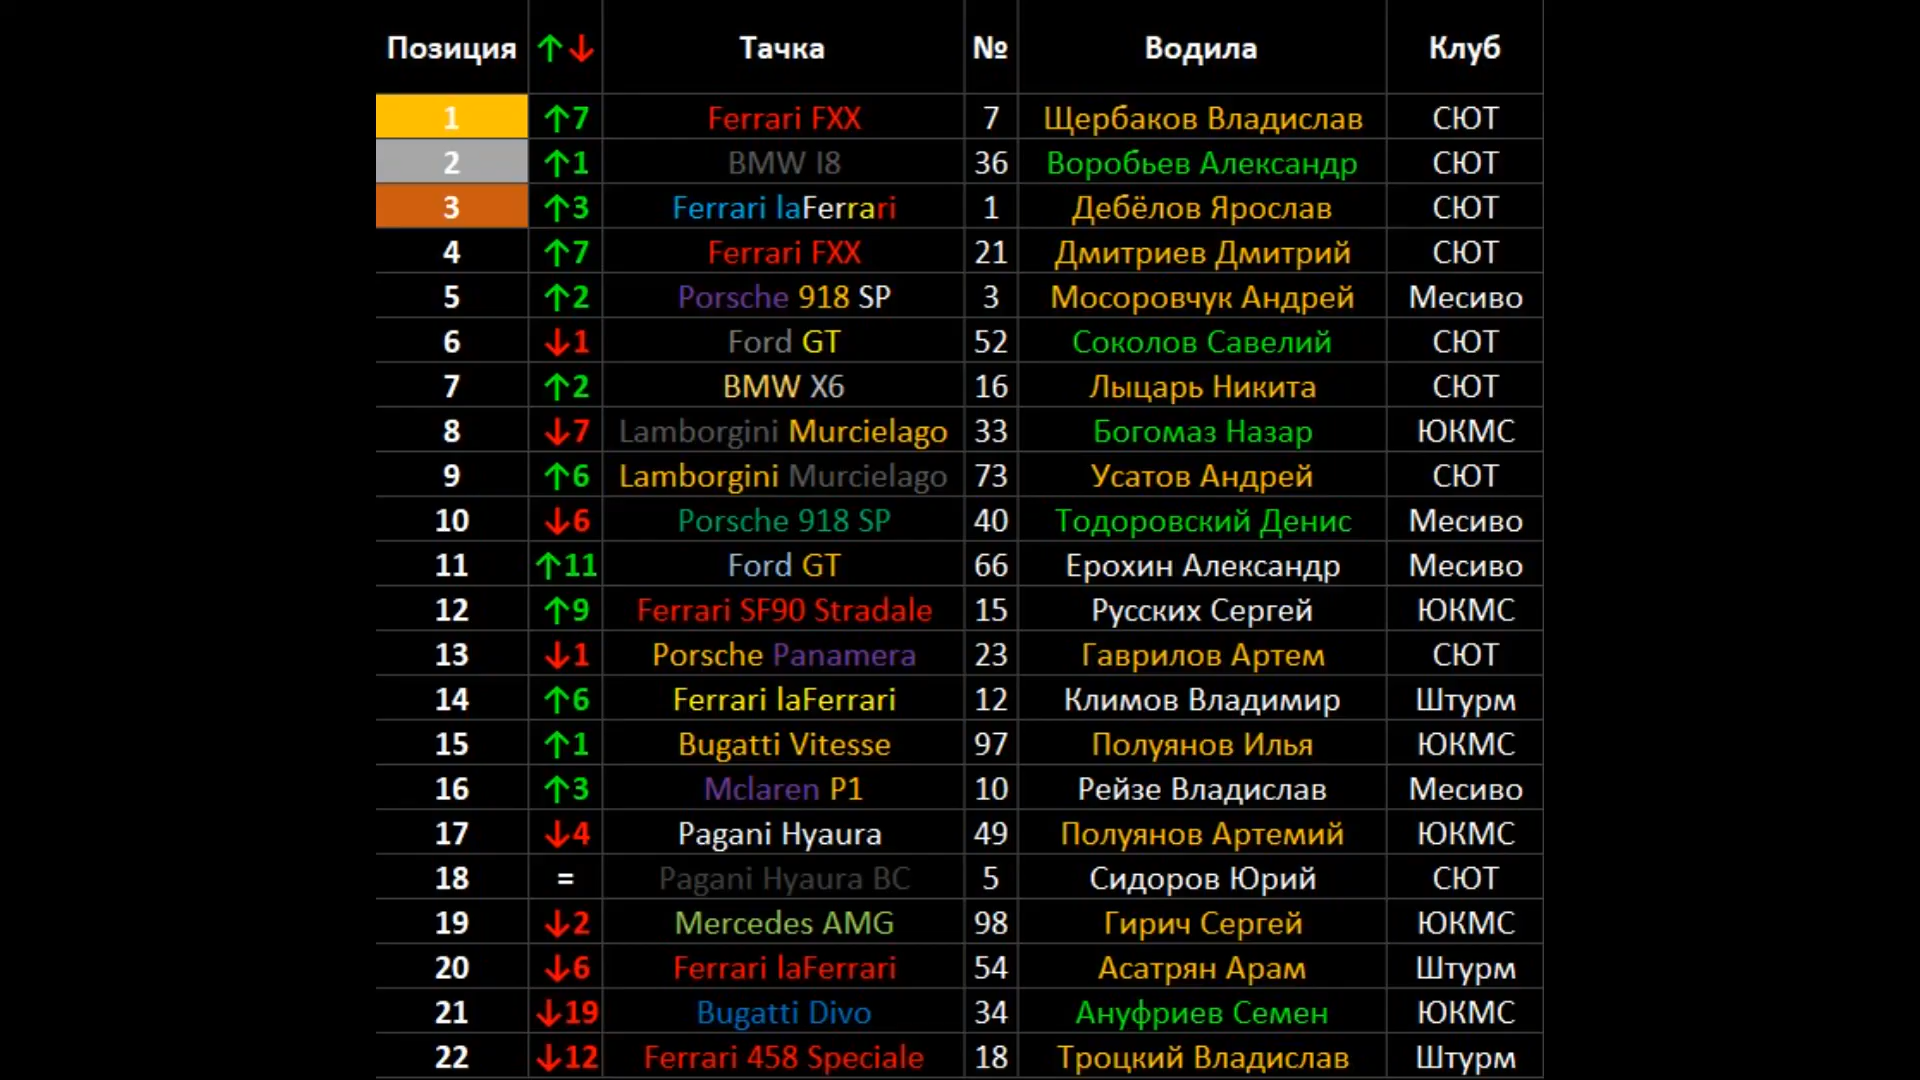 Позиция ↑↓ Тачка № Водила Клуб
1 ↑7 Ferrari FXX 7 Щербаков Владислав СЮТ
2 ↑1 BMW I8 36 Воробьев Александр СЮТ
3 ↑3 Ferrari laFerrari 1 Дебёлов Ярослав СЮТ
4 ↑7 Ferrari FXX 21 Дмитриев Дмитрий СЮТ
5 ↑2 Porsche 918 SP 3 Мосоровчук Андрей Месиво
6 ↓1 Ford GT 52 Соколов Савелий СЮТ
7 ↑2 BMW X6 16 Лыцарь Никита СЮТ
8 ↓7 Lamborgini Murcielago 33 Богомаз Назар ЮКМС
9 ↑6 Lamborgini Murcielago 73 Усатов Андрей СЮТ
10 ↓6 Porsche 918 SP 40 Тодоровский Денис Месиво
11 ↑11 Ford GT 66 Ерохин Александр Месиво
12 ↑9 Ferrari SF90 Stradale 15 Русских Сергей ЮКМС
13 ↓1 Porsche Panamera 23 Гаврилов Артем СЮТ
14 ↑6 Ferrari laFerrari 12 Климов Владимир Штурм
15 ↑1 Bugatti Vitesse 97 Полуянов Илья ЮКМС
16 ↑3 Mclaren P1 10 Рейзе Владислав Месиво
17 ↓4 Pagani Hyaura 49 Полуянов Артемий ЮКМС
18 = Pagani Hyaura BC 5 Сидоров Юрий СЮТ
19 ↓2 Mercedes AMG 98 Гирич Сергей ЮКМС
20 ↓6 Ferrari laFerrari 54 Асатрян Арам Штурм
21 ↓19 Bugatti Divo 34 Ануфриев Семен ЮКМС
22 ↓12 Ferrari 458 Speciale 18 Троцкий Владислав Штурм